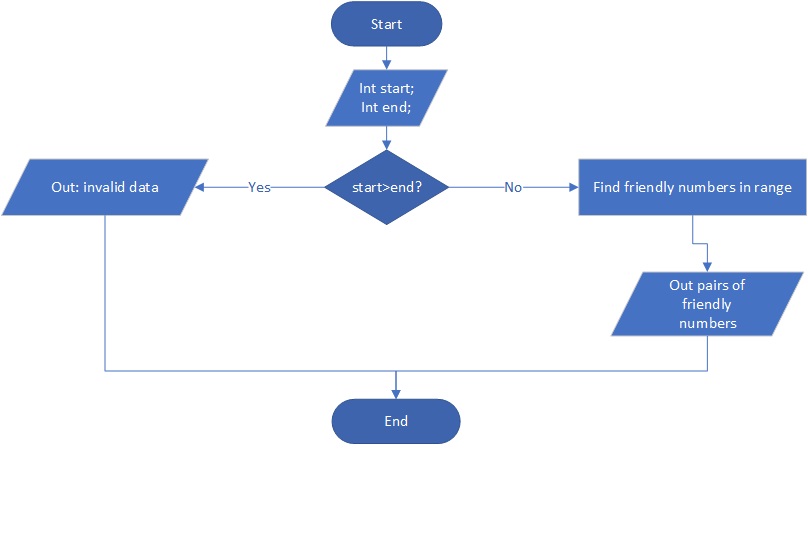 Start
Int start;
Int end;
start>end?
Yes
No
Out: invalid data
Find friendly numbers in range
Out pairs of
friendly
numbers
End